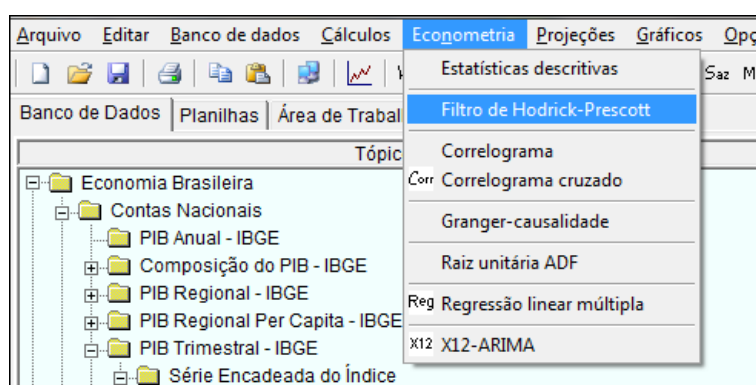 Arquivo Editar Banco de dados Cálculos Econometria Projeções Gráficos Opç
Estatísticas descritivas
Saz M
Banco de Dados Planilhas Área de Trabal
Filtro de Hodrick-Prescott
Tópic
Correlograma
Economia Brasileira
Corr Correlograma cruzado
Contas Nacionais
Granger-causalidade
PIB Anual - IBGE
Composição do PIB - IBGE
Raiz unitária ADF
PIB Regional - IBGE
Reg Regressão linear múltipla
PIB Regional Per Capita - IBGE
PIB Trimestral - IBGE
X12 X12-ARIMA
Série Encadeada do Índice